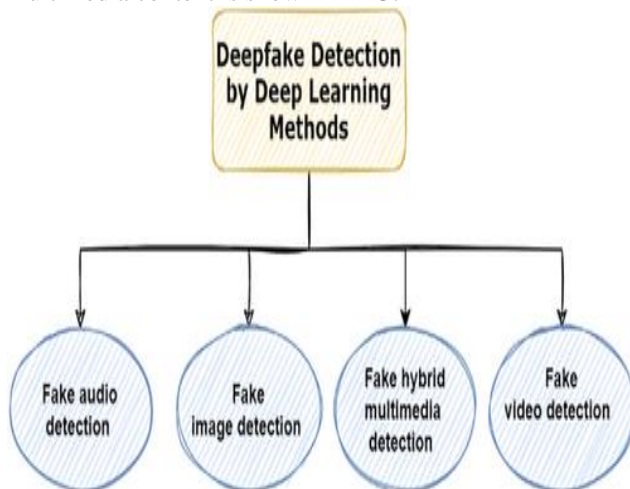 Deepfake Detection
by Deep Learning
Methods
Fake audio
detection
Fake
image detection
Fake hybrid
multimedia
detection
Fake
video detection